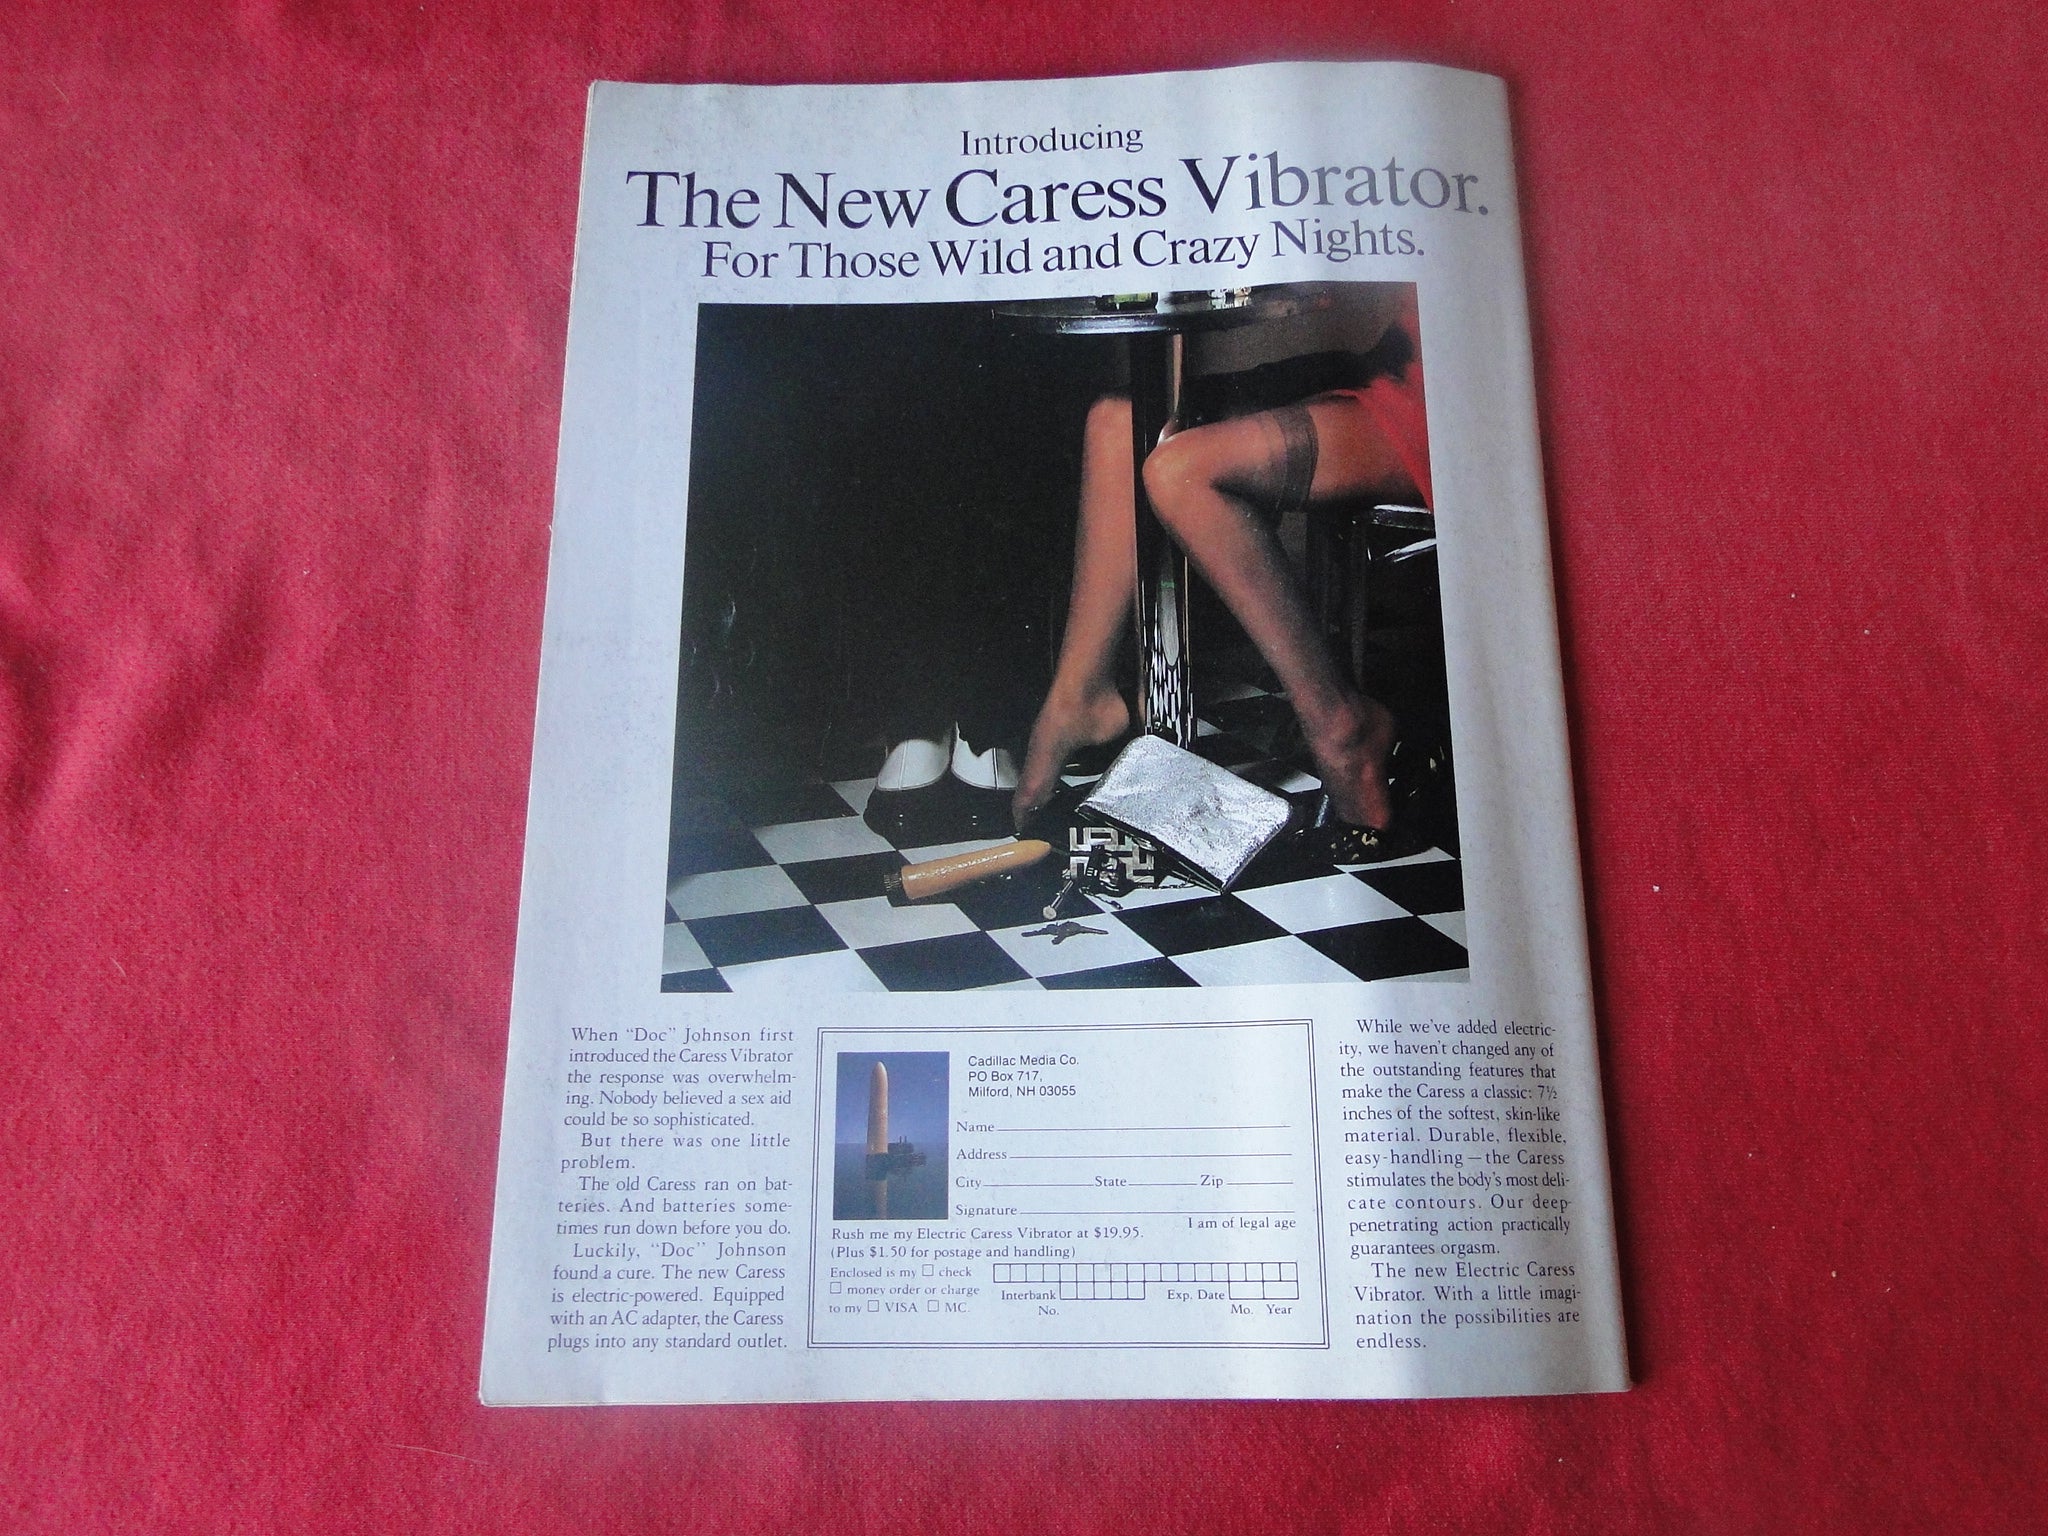 Introducing
The New Caress Vibrator.
For Those Wild and Crazy Nights.
When "Doc" Johnson first
introduced the Caress Vibrator
the response was overwhelm-
ing. Nobody believed a sex aid
could be so sophisticated.
But there was one little
problem.
The old Caress ran on bat-
teries. And batteries some-
times run down before you do.
Luckily, "Doc" Johnson
found a cure. The new Caress
is electric-powered. Equipped
with an AC adapter, the Caress
plugs into any standard outlet.
Cadillac Media Co.
PO Box 717,
Milford, NH 03055
Name
Address
City State Zip
Signature
I am of legal age
Rush me my Electric Caress Vibrator at $19.95.
(Plus $1.50 for postage and handling)
Enclosed is my □ check
□ money order or charge
to my □ VISA □ MC.
Interbank Exp. Date
No. Mo. Year
While we've added electric-
ity, we haven't changed any of
the outstanding features that
make the Caress a classic: 7½
inches of the softest, skin-like
material. Durable, flexible,
easy-handling — the Caress
stimulates the body's most deli-
cate contours. Our deep-
penetrating action practically
guarantees orgasm.
The new Electric Caress
Vibrator. With a little imagi-
nation the possibilities are
endless.